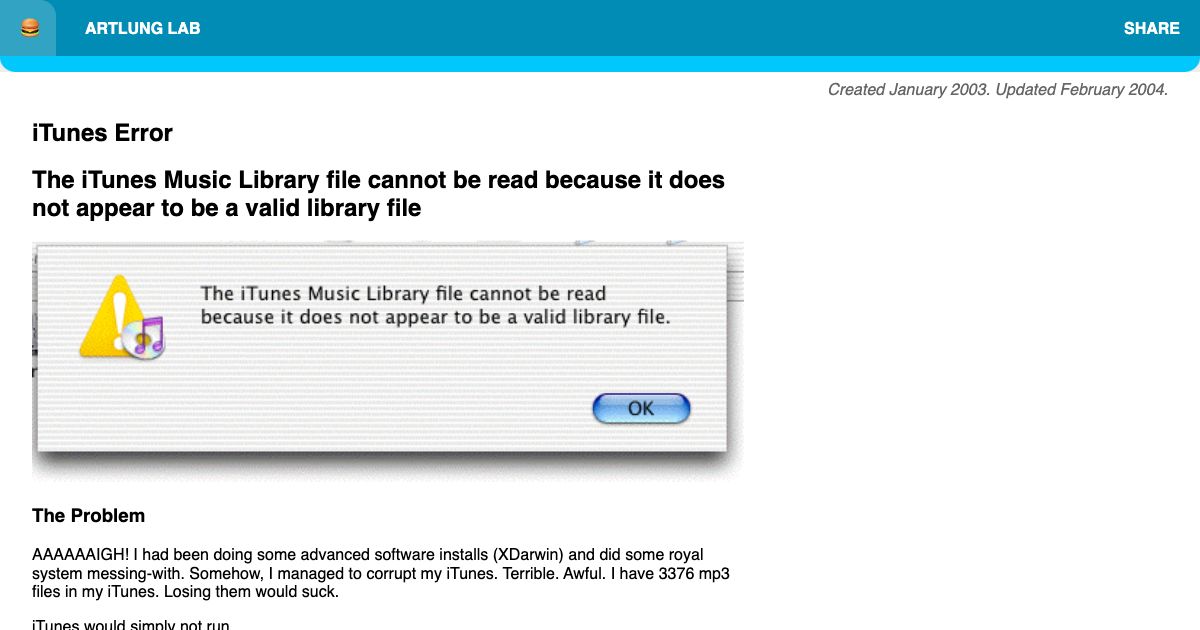 ARTLUNG LAB
SHARE
Created January 2003. Updated February 2004.
iTunes Error
The iTunes Music Library file cannot be read because it does
not appear to be a valid library file
The iTunes Music Library file cannot be read
because it does not appear to be a valid library file.
OK
The Problem
AAAAAAIGH! I had been doing some advanced software installs (XDarwin) and did some royal
system messing-with. Somehow, I managed to corrupt my iTunes. Terrible. Awful. I have 3376 mp3
files in my iTunes. Losing them would suck.
iTunes would simply not run